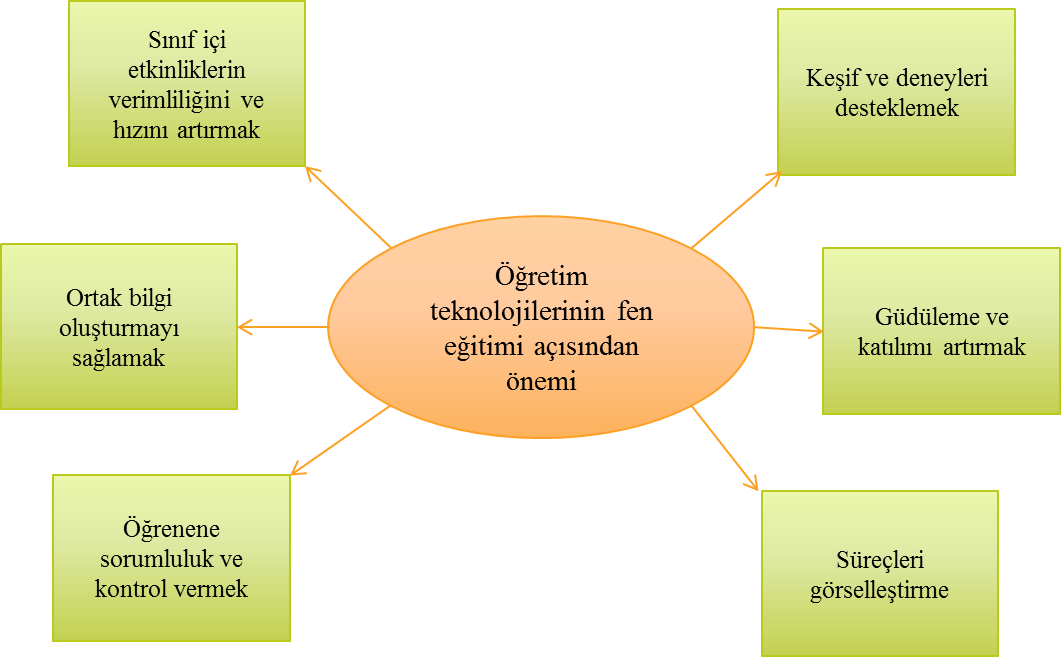 Sınıf içi
etkinliklerin
verimliliğini ve
hızını artırmak
Keşif ve deneyleri
desteklemek
Ortak bilgi
oluşturmayı
sağlamak
Öğretim
teknolojilerinin fen
eğitimi açısından
önemi
Güdüleme ve
katılımı artırmak
Öğrenene
sorumluluk ve
kontrol vermek
Süreçleri
görselleştirme